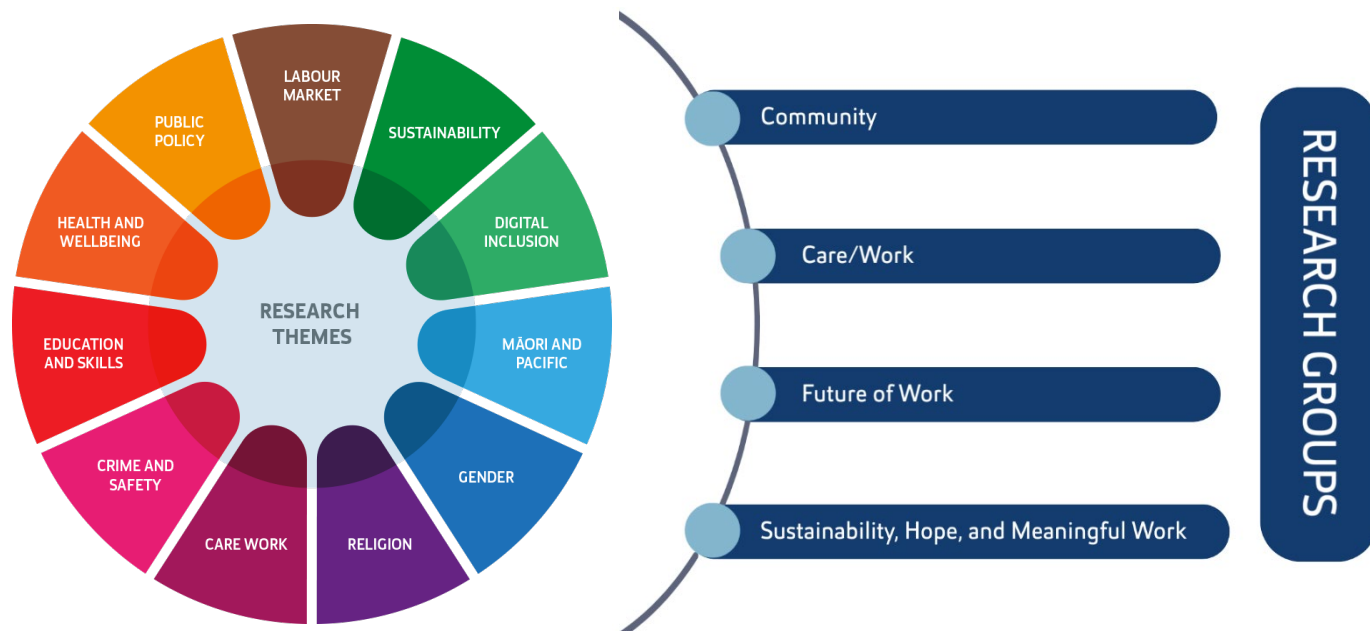 LABOUR
MARKET
SUSTAINABILITY
DIGITAL
INCLUSION
MĀORI AND
PACIFIC
GENDER
RELIGION
CARE WORK
CRIME AND
SAFETY
EDUCATION
AND SKILLS
HEALTH AND
WELLBEING
PUBLIC
POLICY
RESEARCH
THEMES
Community
Care/Work
Future of Work
Sustainability, Hope, and Meaningful Work
RESEARCH GROUPS